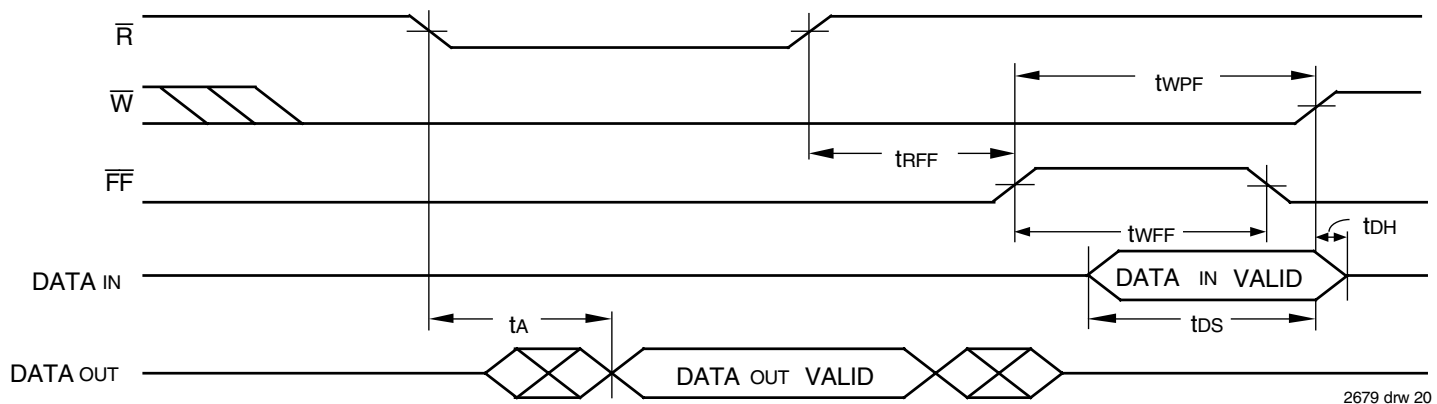 R̅
tWPF
W̅
tRFF
F̅F̅
tWFF
tDH
DATA IN
DATA IN VALID
tA
tDS
DATA OUT
DATA OUT VALID
2679 drw 20